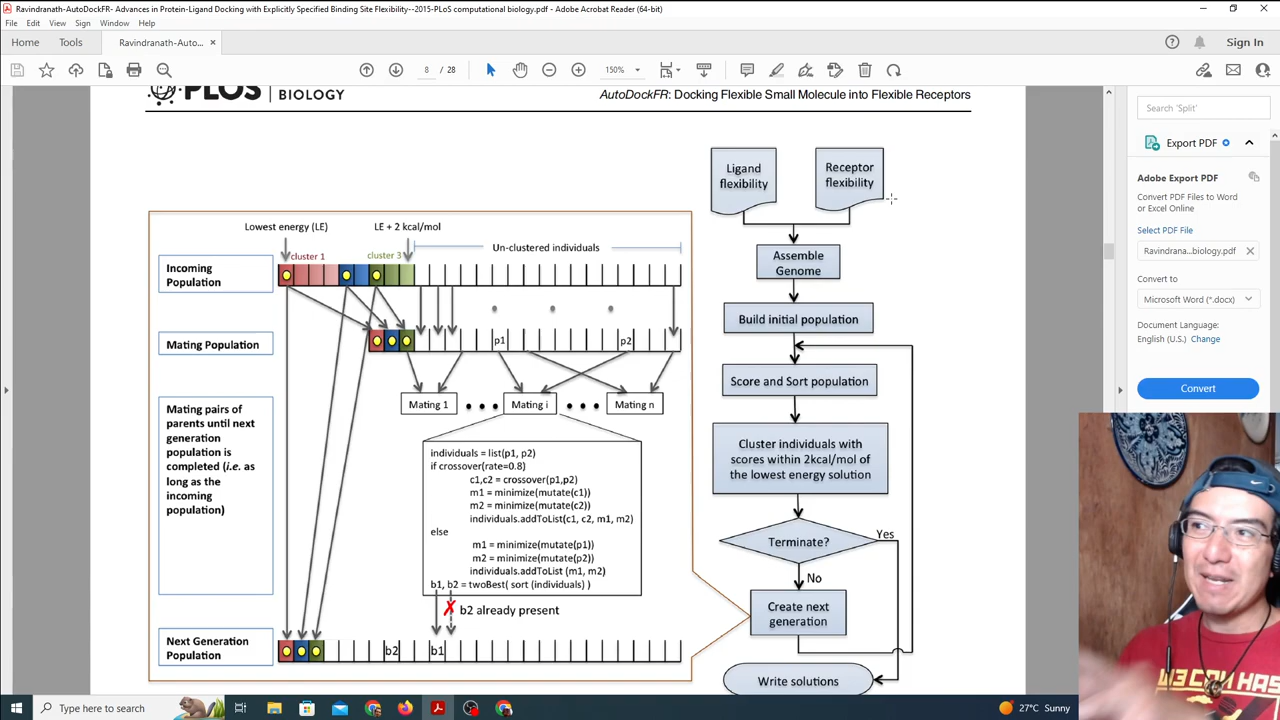 Ravindranath-AutoDockFR- Advances in Protein-Ligand Docking with Explicitly Specified Binding Site Flexibility--2015-PLoS computational biology.pdf - Adobe Acrobat Reader (64-bit)
File Edit View Sign Window Help
Home Tools Ravindranath-Auto... Sign In
8 / 28 150%
PLOS | BIOLOGY
AutoDockFR: Docking Flexible Small Molecule into Flexible Receptors
Lowest energy (LE)
LE + 2 kcal/mol
cluster 1
cluster 3
Un-clustered individuals
Incoming
Population
Mating Population
p1
p2
Mating 1
Mating i
Mating n
Mating pairs of
parents until next
generation
population is
completed (i.e. as
long as the
incoming
population)
individuals = list(p1, p2)
if crossover(rate=0.8)
c1,c2 = crossover(p1,p2)
m1 = minimize(mutate(c1))
m2 = minimize(mutate(c2))
individuals.addToList(c1, c2, m1, m2)
else
m1 = minimize(mutate(p1))
m2 = minimize(mutate(p2))
individuals.addToList (m1, m2)
b1, b2 = twoBest( sort (individuals) )
b2 already present
Next Generation
Population
b2
b1
Ligand
flexibility
Receptor
flexibility
Assemble
Genome
Build initial population
Score and Sort population
Cluster individuals with
scores within 2kcal/mol of
the lowest energy solution
Terminate?
Yes
No
Create next
generation
Write solutions
Search 'Split'
Export PDF
Adobe Export PDF
Convert PDF Files to Word
or Excel Online
Select PDF File
Ravindrana...biology.pdf
Convert to
Microsoft Word (*.docx)
Document Language:
English (U.S.) Change
Convert
Type here to search
27°C Sunny